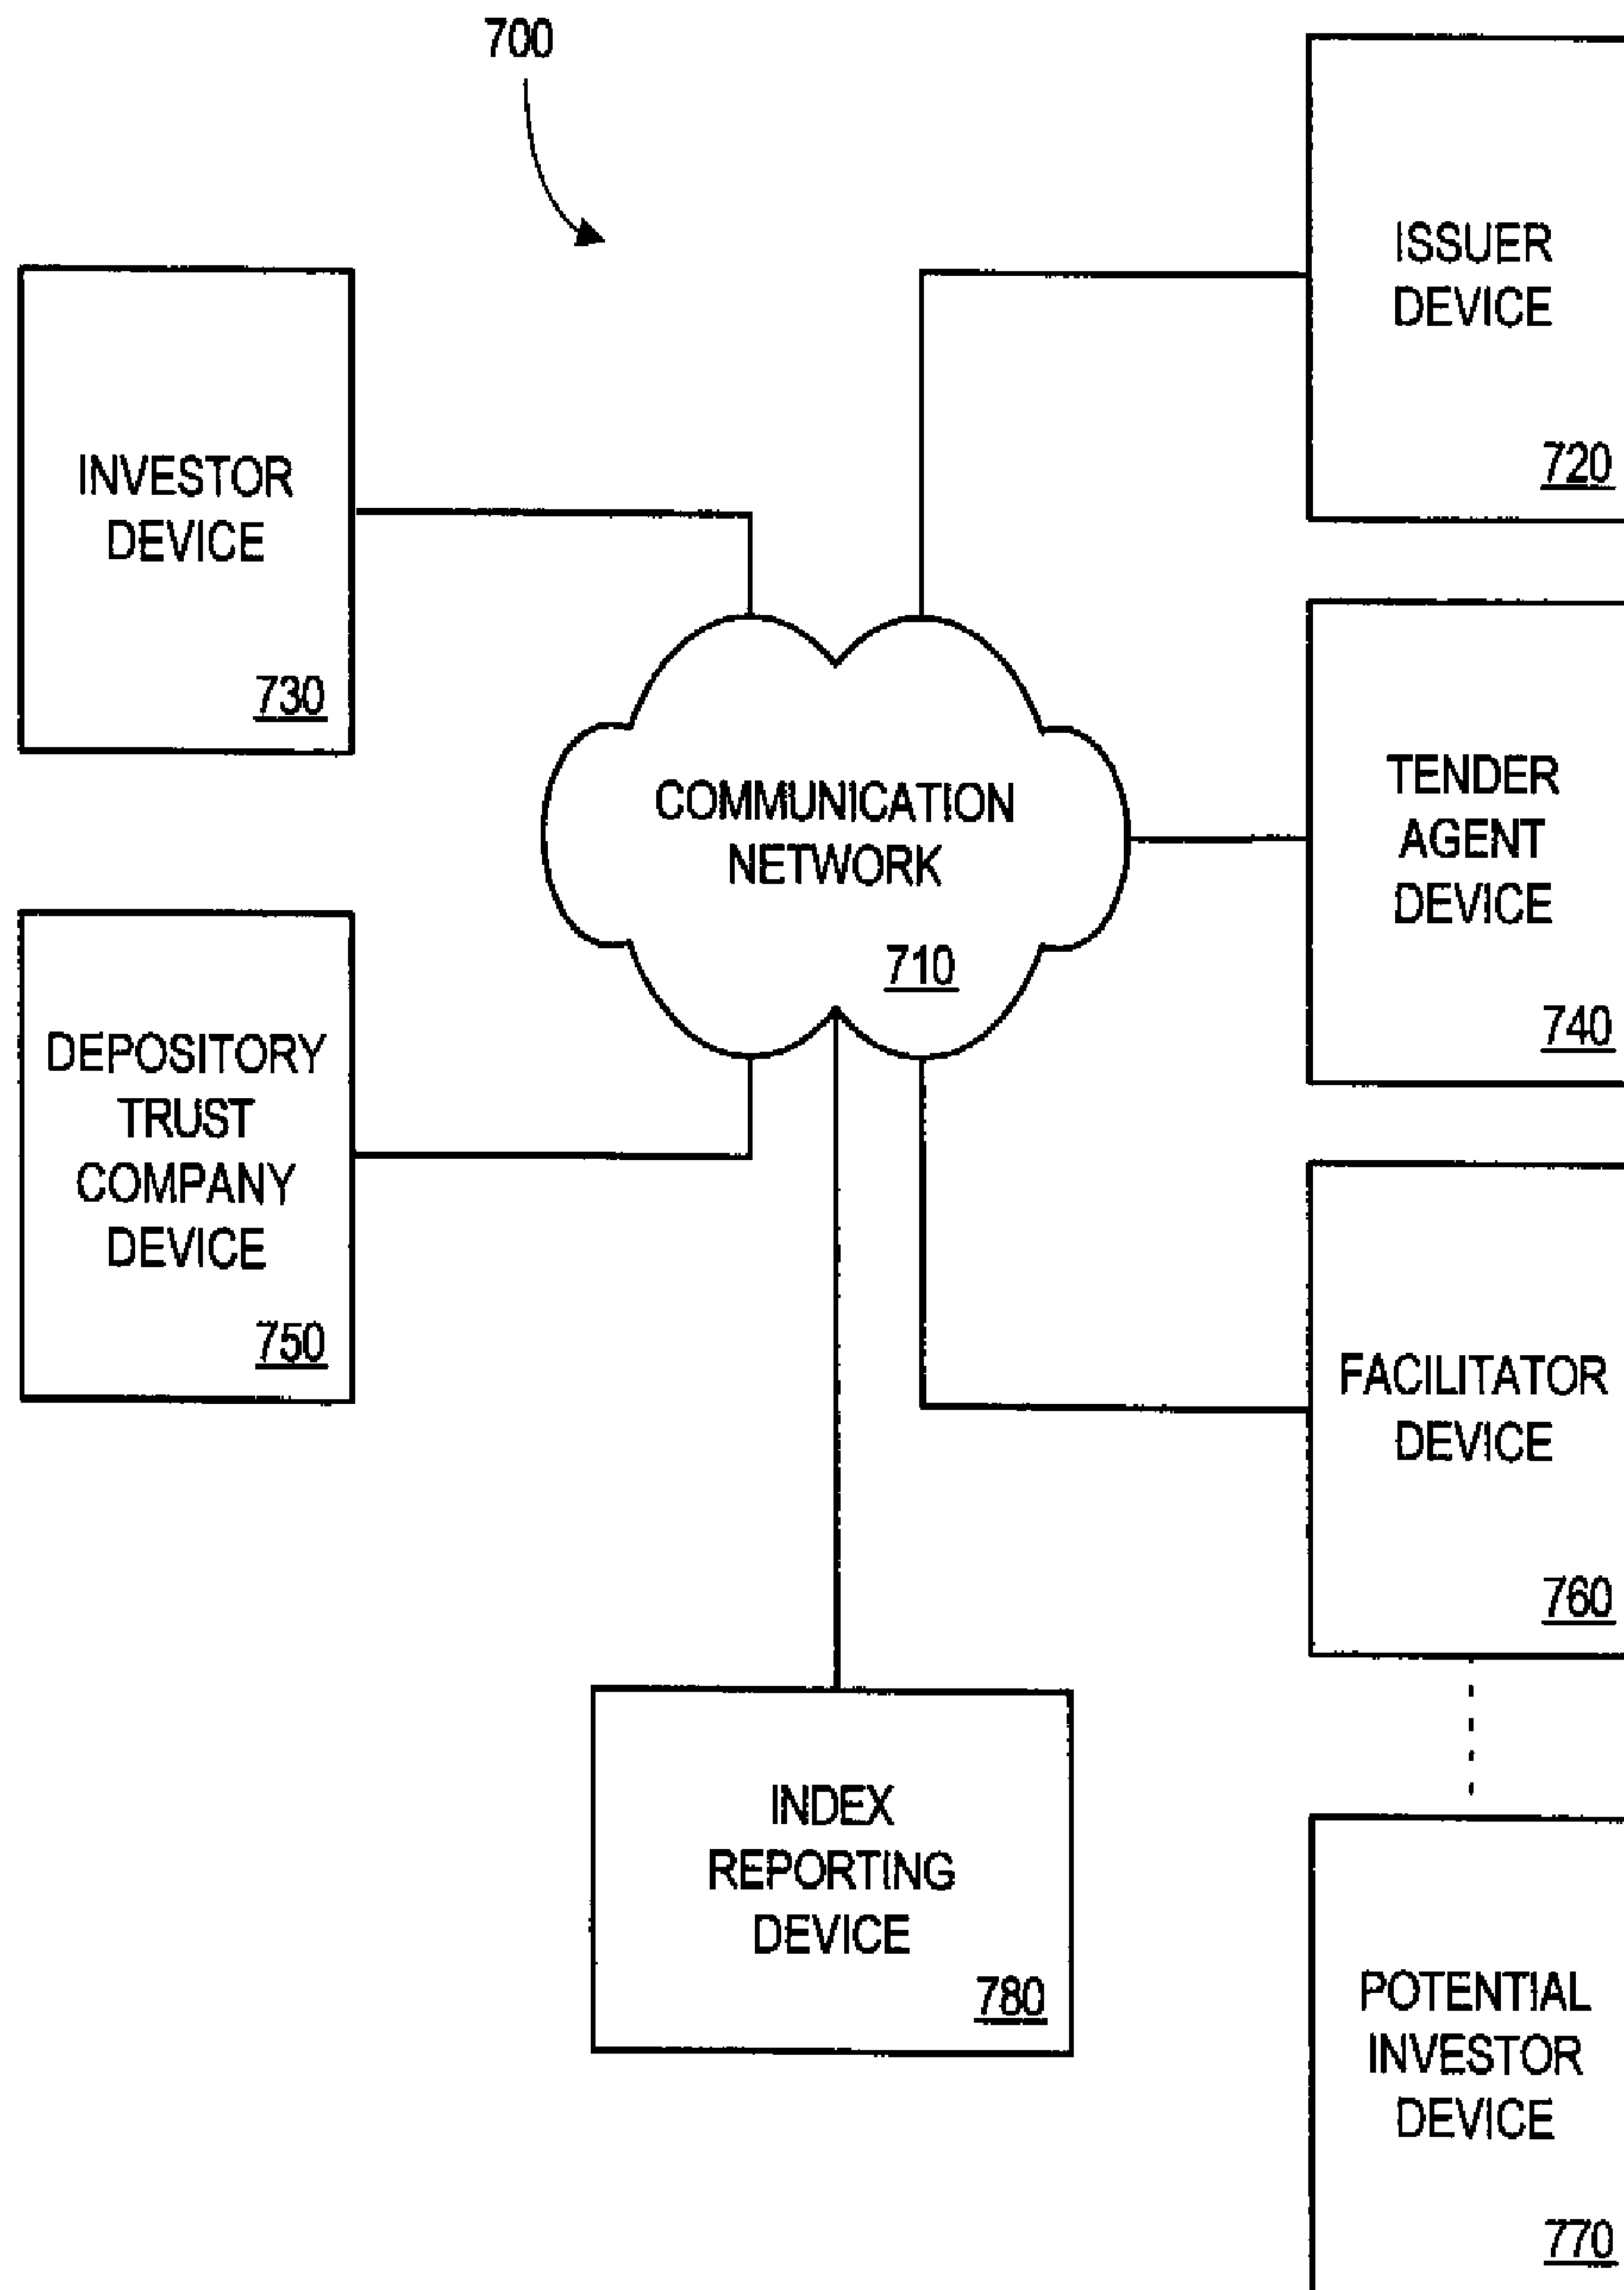 700
ISSUER
DEVICE
720
INVESTOR
DEVICE
730
COMMUNICATION
NETWORK
710
TENDER
AGENT
DEVICE
740
DEPOSITORY
TRUST
COMPANY
DEVICE
750
FACILITATOR
DEVICE
760
INDEX
REPORTING
DEVICE
780
POTENTIAL
INVESTOR
DEVICE
770